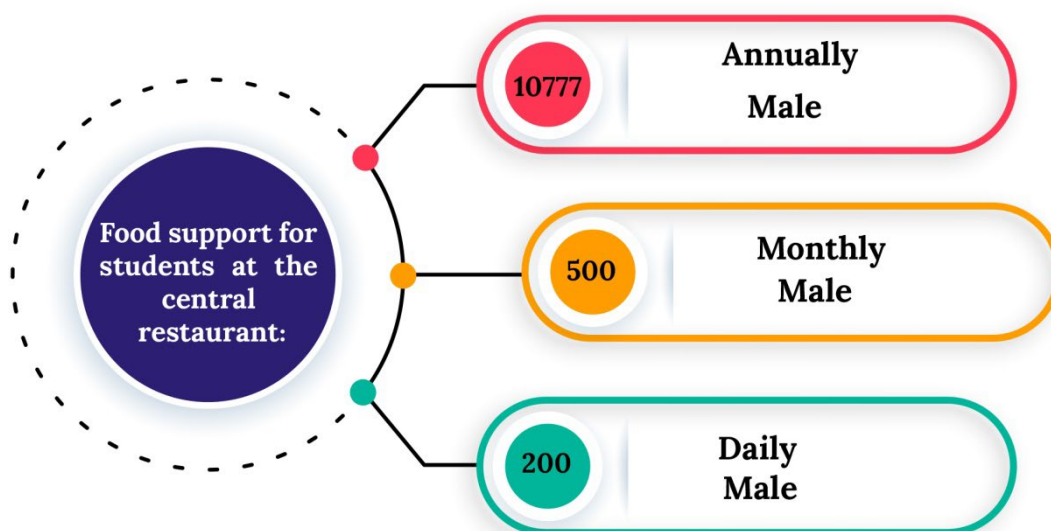 Food support for
students at the
central
restaurant:
10777
Annually
Male
500
Monthly
Male
200
Daily
Male